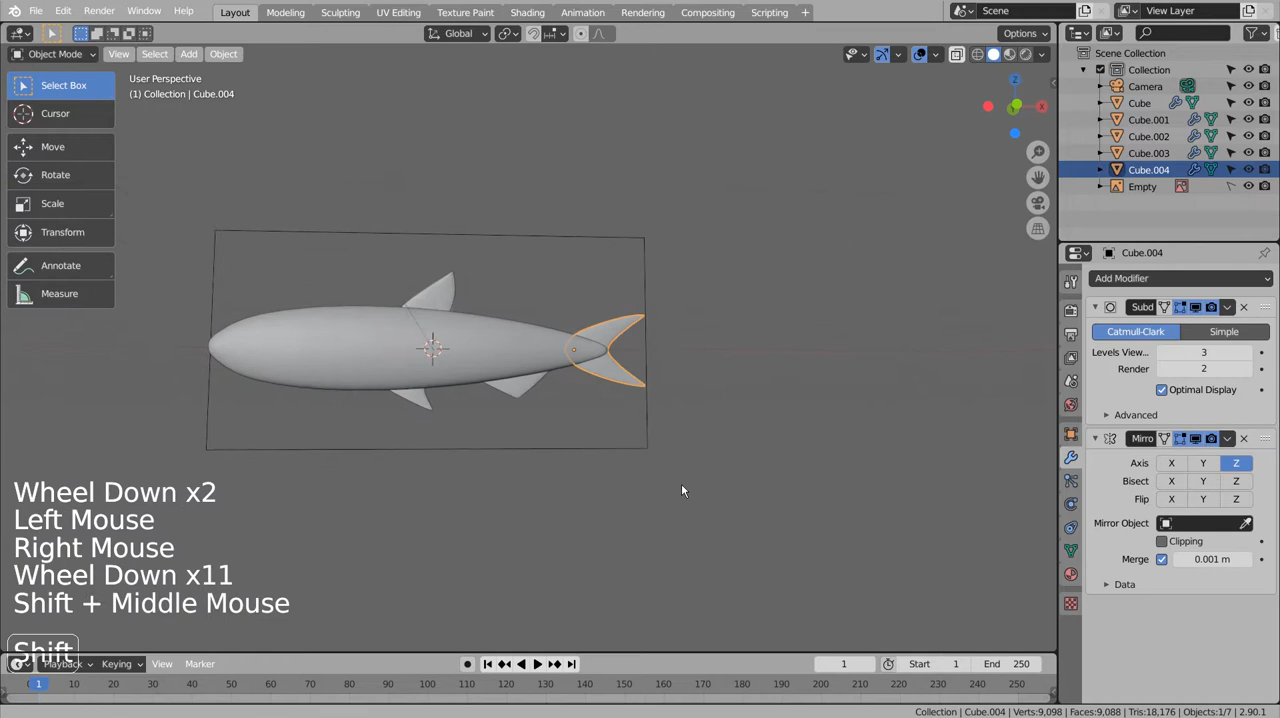 File Edit Render Window Help Layout Modeling Sculpting UV Editing Texture Paint Shading Animation Rendering Compositing Scripting + Scene View Layer
Global Options
Object Mode View Select Add Object
Select Box
Cursor
Move
Rotate
Scale
Transform
Annotate
Measure
User Perspective
(1) Collection | Cube.004
Z
X
Y
Scene Collection
Collection
Camera
Cube
Cube.001
Cube.002
Cube.003
Cube.004
Empty
Cube.004
Add Modifier
Subd
Catmull-Clark Simple
Levels View... 3
Render 2
Optimal Display
Advanced
Mirro
Axis X Y Z
Bisect X Y Z
Flip X Y Z
Mirror Object
Clipping
Merge 0.001 m
Data
Wheel Down x2
Left Mouse
Right Mouse
Wheel Down x11
Shift + Middle Mouse
Shift
Playback Keying View Marker 1 Start 1 End 250
1 10 20 30 40 50 60 70 80 90 100 110 120 130 140 150 160 170 180 190 200 210 220 230 240 250
Collection | Cube.004 | Verts:9,098 | Faces:9,088 | Tris:18,176 | Objects:1/7 | 2.90.1